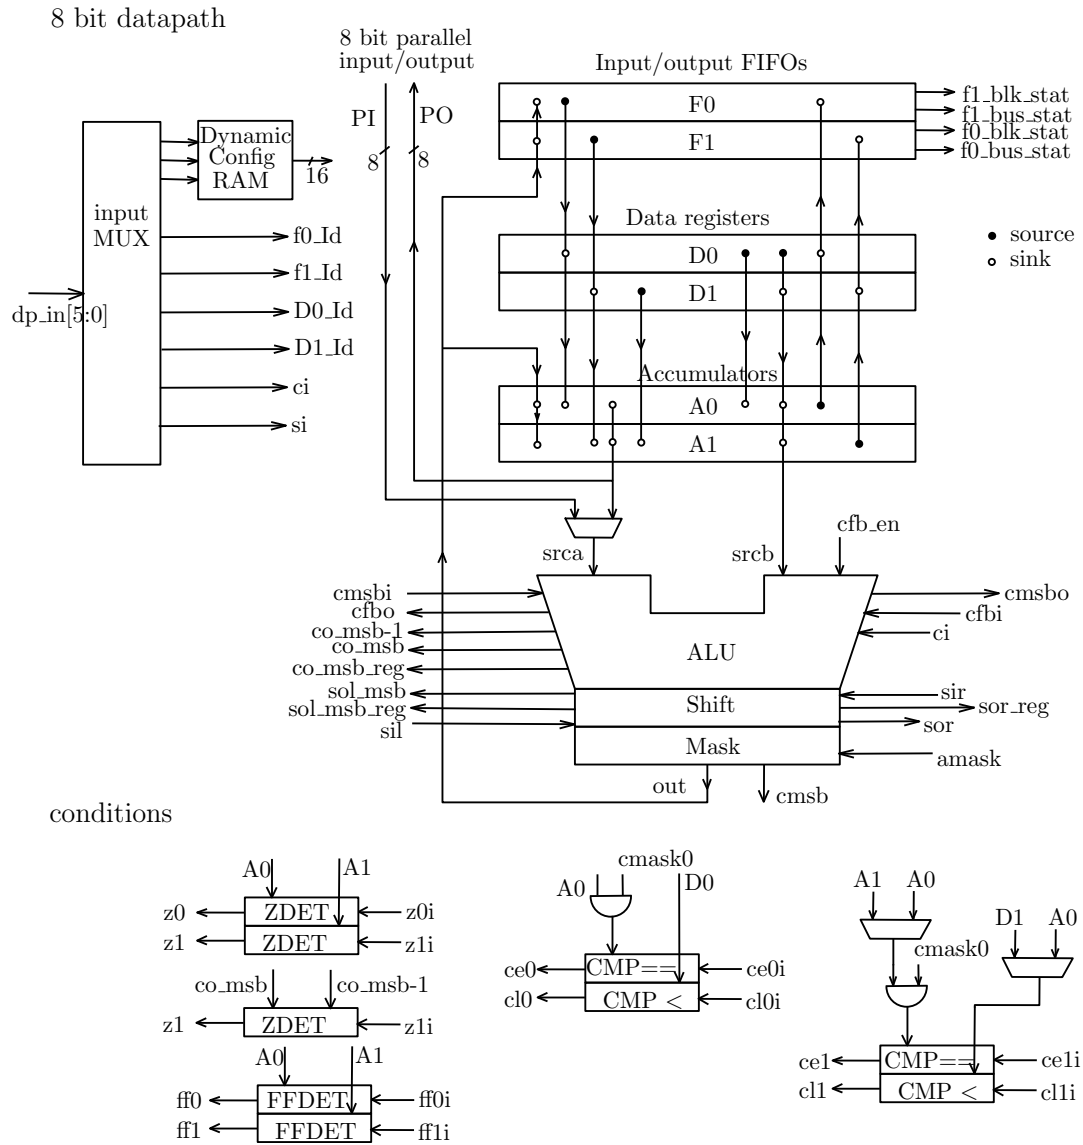 8 bit datapath
8 bit parallel
input/output
Input/output FIFOs
PI
PO
8
8
F0
F1
f1_blk_stat
f1_bus_stat
f0_blk_stat
f0_bus_stat
Dynamic
Config
RAM
16
input
MUX
dp_in[5:0]
f0_Id
f1_Id
D0_Id
D1_Id
ci
si
Data registers
D0
D1
source
sink
Accumulators
A0
A1
srca
srcb
cfb_en
cmsbi
cfbo
co_msb-1
co_msb
co_msb_reg
sol_msb
sol_msb_reg
sil
ALU
Shift
Mask
cmsbo
cfbi
ci
sir
sor_reg
sor
amask
out
cmsb
conditions
A0
A1
z0
ZDET
z0i
z1
ZDET
z1i
co_msb
co_msb-1
z1
ZDET
z1i
A0
A1
ff0
FFDET
ff0i
ff1
FFDET
ff1i
cmask0
A0
D0
ce0
CMP==
ce0i
cl0
CMP <
cl0i
A1
A0
D1
A0
cmask0
ce1
CMP==
ce1i
cl1
CMP <
cl1i